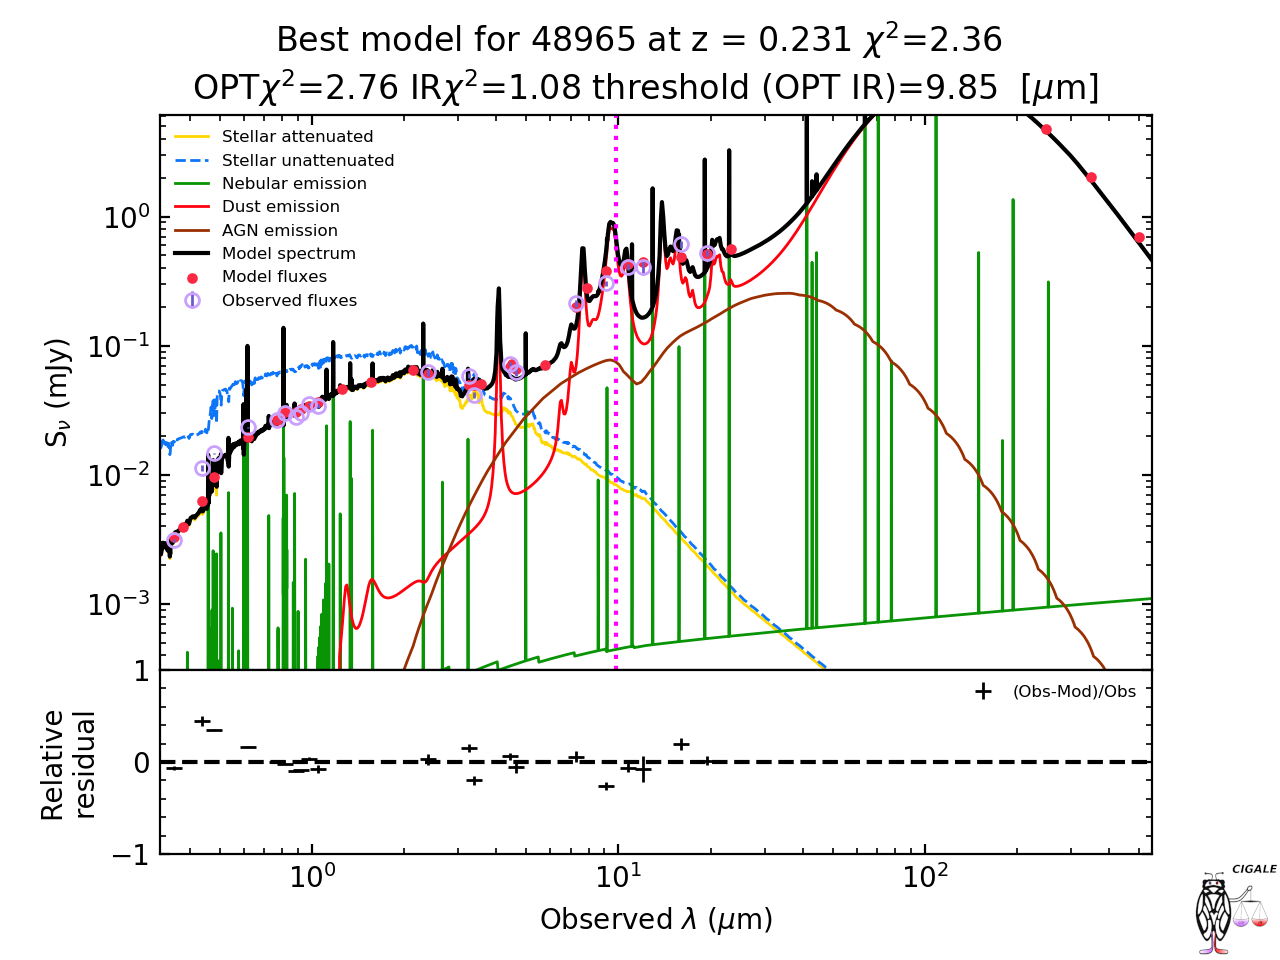 Best model for 48965 at z = 0.231 χ²=2.36
OPTχ²=2.76 IRχ²=1.08 threshold (OPT IR)=9.85  [μm]
Stellar attenuated
Stellar unattenuated
Nebular emission
Dust emission
AGN emission
Model spectrum
Model fluxes
Observed fluxes
10⁰
10⁻¹
10⁻²
10⁻³
S_ν (mJy)
1
0
−1
Relative
residual
(Obs-Mod)/Obs
10⁰ 10¹ 10²
Observed λ (μm)
CIGALE